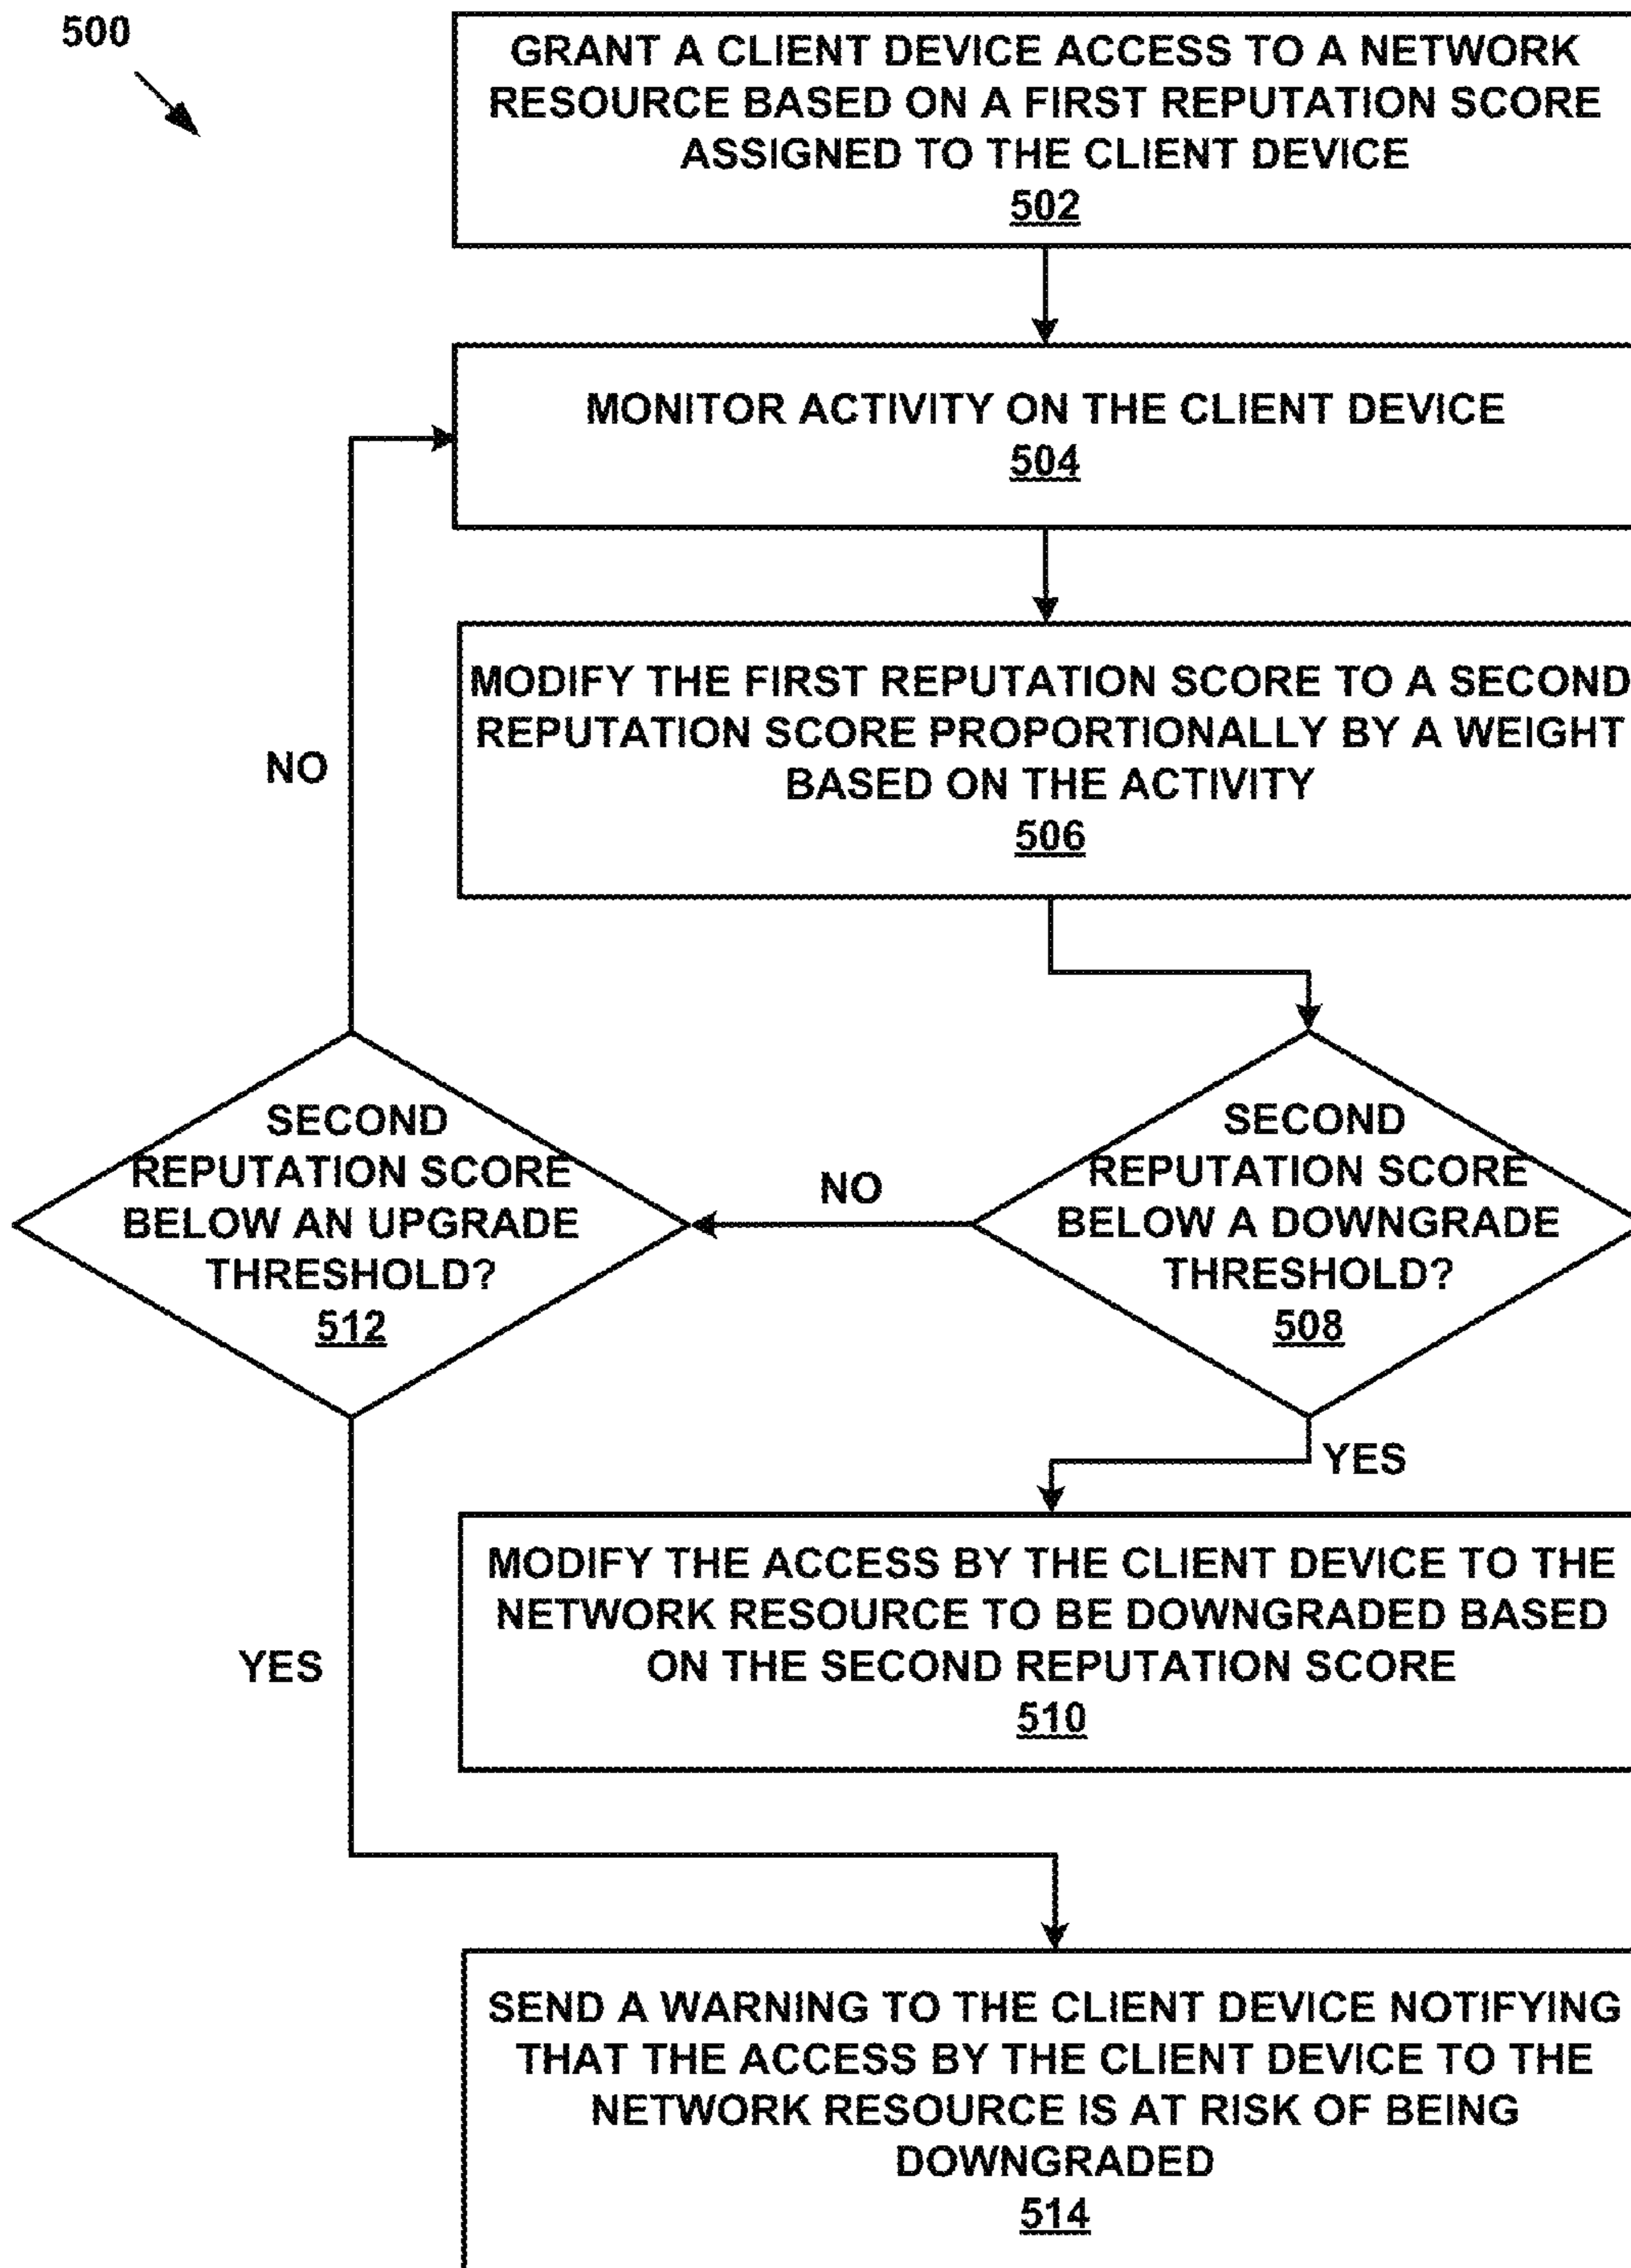 500
GRANT A CLIENT DEVICE ACCESS TO A NETWORK
RESOURCE BASED ON A FIRST REPUTATION SCORE
ASSIGNED TO THE CLIENT DEVICE
502
MONITOR ACTIVITY ON THE CLIENT DEVICE
504
MODIFY THE FIRST REPUTATION SCORE TO A SECOND
REPUTATION SCORE PROPORTIONALLY BY A WEIGHT
BASED ON THE ACTIVITY
506
NO
SECOND
REPUTATION SCORE
BELOW AN UPGRADE
THRESHOLD?
512
NO
SECOND
REPUTATION SCORE
BELOW A DOWNGRADE
THRESHOLD?
508
YES
MODIFY THE ACCESS BY THE CLIENT DEVICE TO THE
NETWORK RESOURCE TO BE DOWNGRADED BASED
ON THE SECOND REPUTATION SCORE
510
YES
SEND A WARNING TO THE CLIENT DEVICE NOTIFYING
THAT THE ACCESS BY THE CLIENT DEVICE TO THE
NETWORK RESOURCE IS AT RISK OF BEING
DOWNGRADED
514